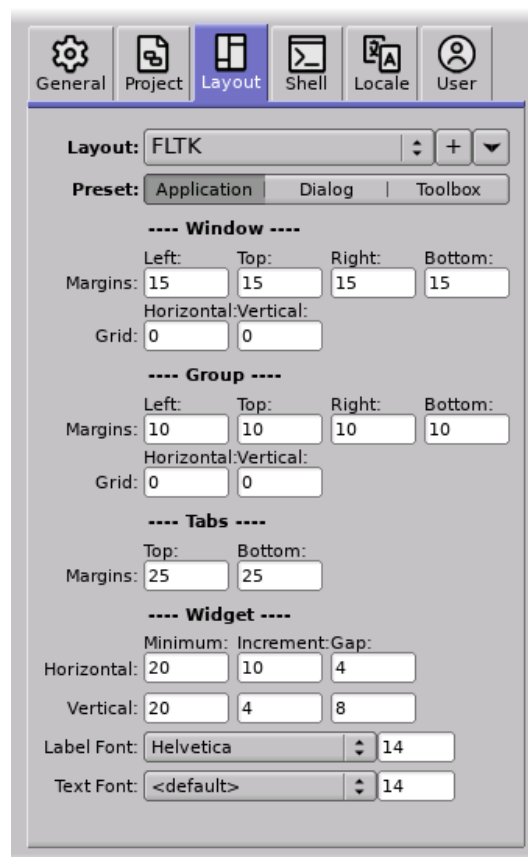 General Project Layout Shell Locale User
Layout: FLTK +
Preset: Application | Dialog | Toolbox
---- Window ----
Left: Top: Right: Bottom:
Margins: 15 15 15 15
Horizontal: Vertical:
Grid: 0 0
---- Group ----
Left: Top: Right: Bottom:
Margins: 10 10 10 10
Horizontal: Vertical:
Grid: 0 0
---- Tabs ----
Top: Bottom:
Margins: 25 25
---- Widget ----
Minimum: Increment: Gap:
Horizontal: 20 10 4
Vertical: 20 4 8
Label Font: Helvetica 14
Text Font: <default> 14